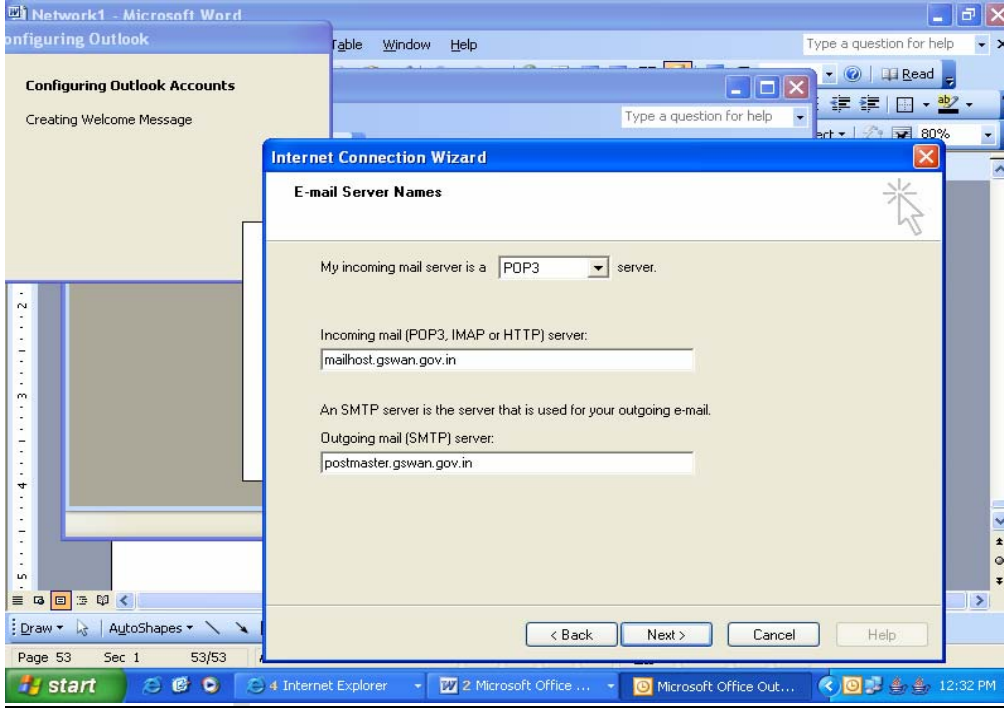 Network1 - Microsoft Word
onfiguring Outlook
Table Window Help
Type a question for help
Configuring Outlook Accounts
Creating Welcome Message
Read
Type a question for help
80%
Internet Connection Wizard
E-mail Server Names
My incoming mail server is a POP3 server.
Incoming mail (POP3, IMAP or HTTP) server:
mailhost.gswan.gov.in
An SMTP server is the server that is used for your outgoing e-mail.
Outgoing mail (SMTP) server:
postmaster.gswan.gov.in
2
3
4
5
< Back Next > Cancel Help
Draw AutoShapes
Page 53 Sec 1 53/53
start 4 Internet Explorer 2 Microsoft Office ... Microsoft Office Out... 12:32 PM